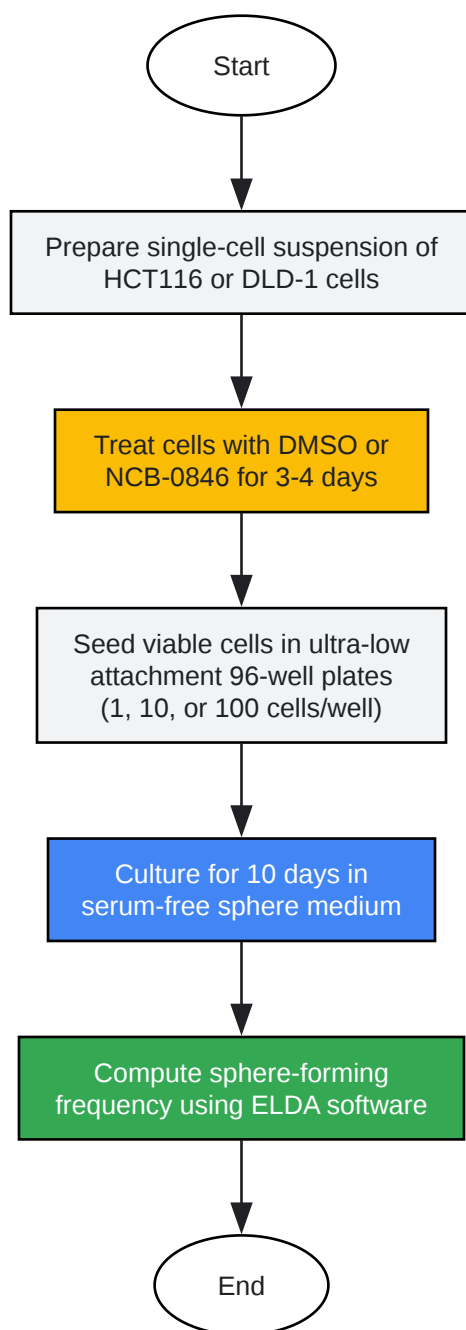 Start
Prepare single-cell suspension of
HCT116 or DLD-1 cells
Treat cells with DMSO or
NCB-0846 for 3-4 days
Seed viable cells in ultra-low
attachment 96-well plates
(1, 10, or 100 cells/well)
Culture for 10 days in
serum-free sphere medium
Compute sphere-forming
frequency using ELDA software
End